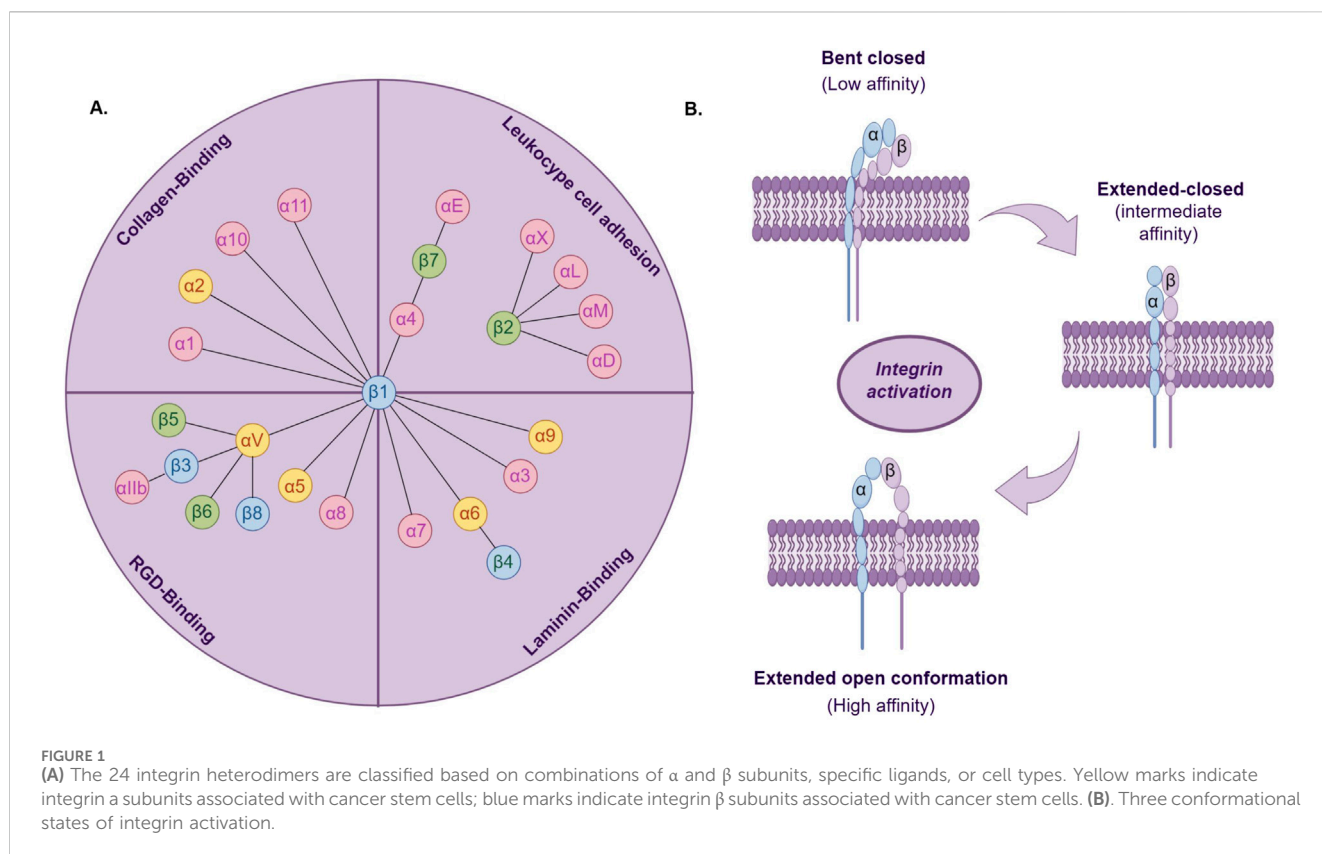 A.
Collagen-Binding
Leukocype cell adhesion
α11
α10
α2
α1
αE
β7
α4
αX
αL
αM
αD
β2
β1
β5
αV
β3
αIIb
β6
β8
α5
α8
α9
α3
α6
α7
β4
RGD-Binding
Laminin-Binding
B.
Bent closed
(Low affinity)
α
β
Extended-closed
(intermediate
affinity)
α
β
Integrin
activation
α
β
Extended open conformation
(High affinity)
FIGURE 1
(A) The 24 integrin heterodimers are classified based on combinations of α and β subunits, specific ligands, or cell types. Yellow marks indicate
integrin a subunits associated with cancer stem cells; blue marks indicate integrin β subunits associated with cancer stem cells. (B). Three conformational
states of integrin activation.